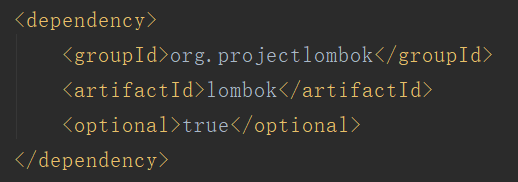 <dependency>
    <groupId>org.projectlombok</groupId>
    <artifactId>lombok</artifactId>
    <optional>true</optional>
</dependency>